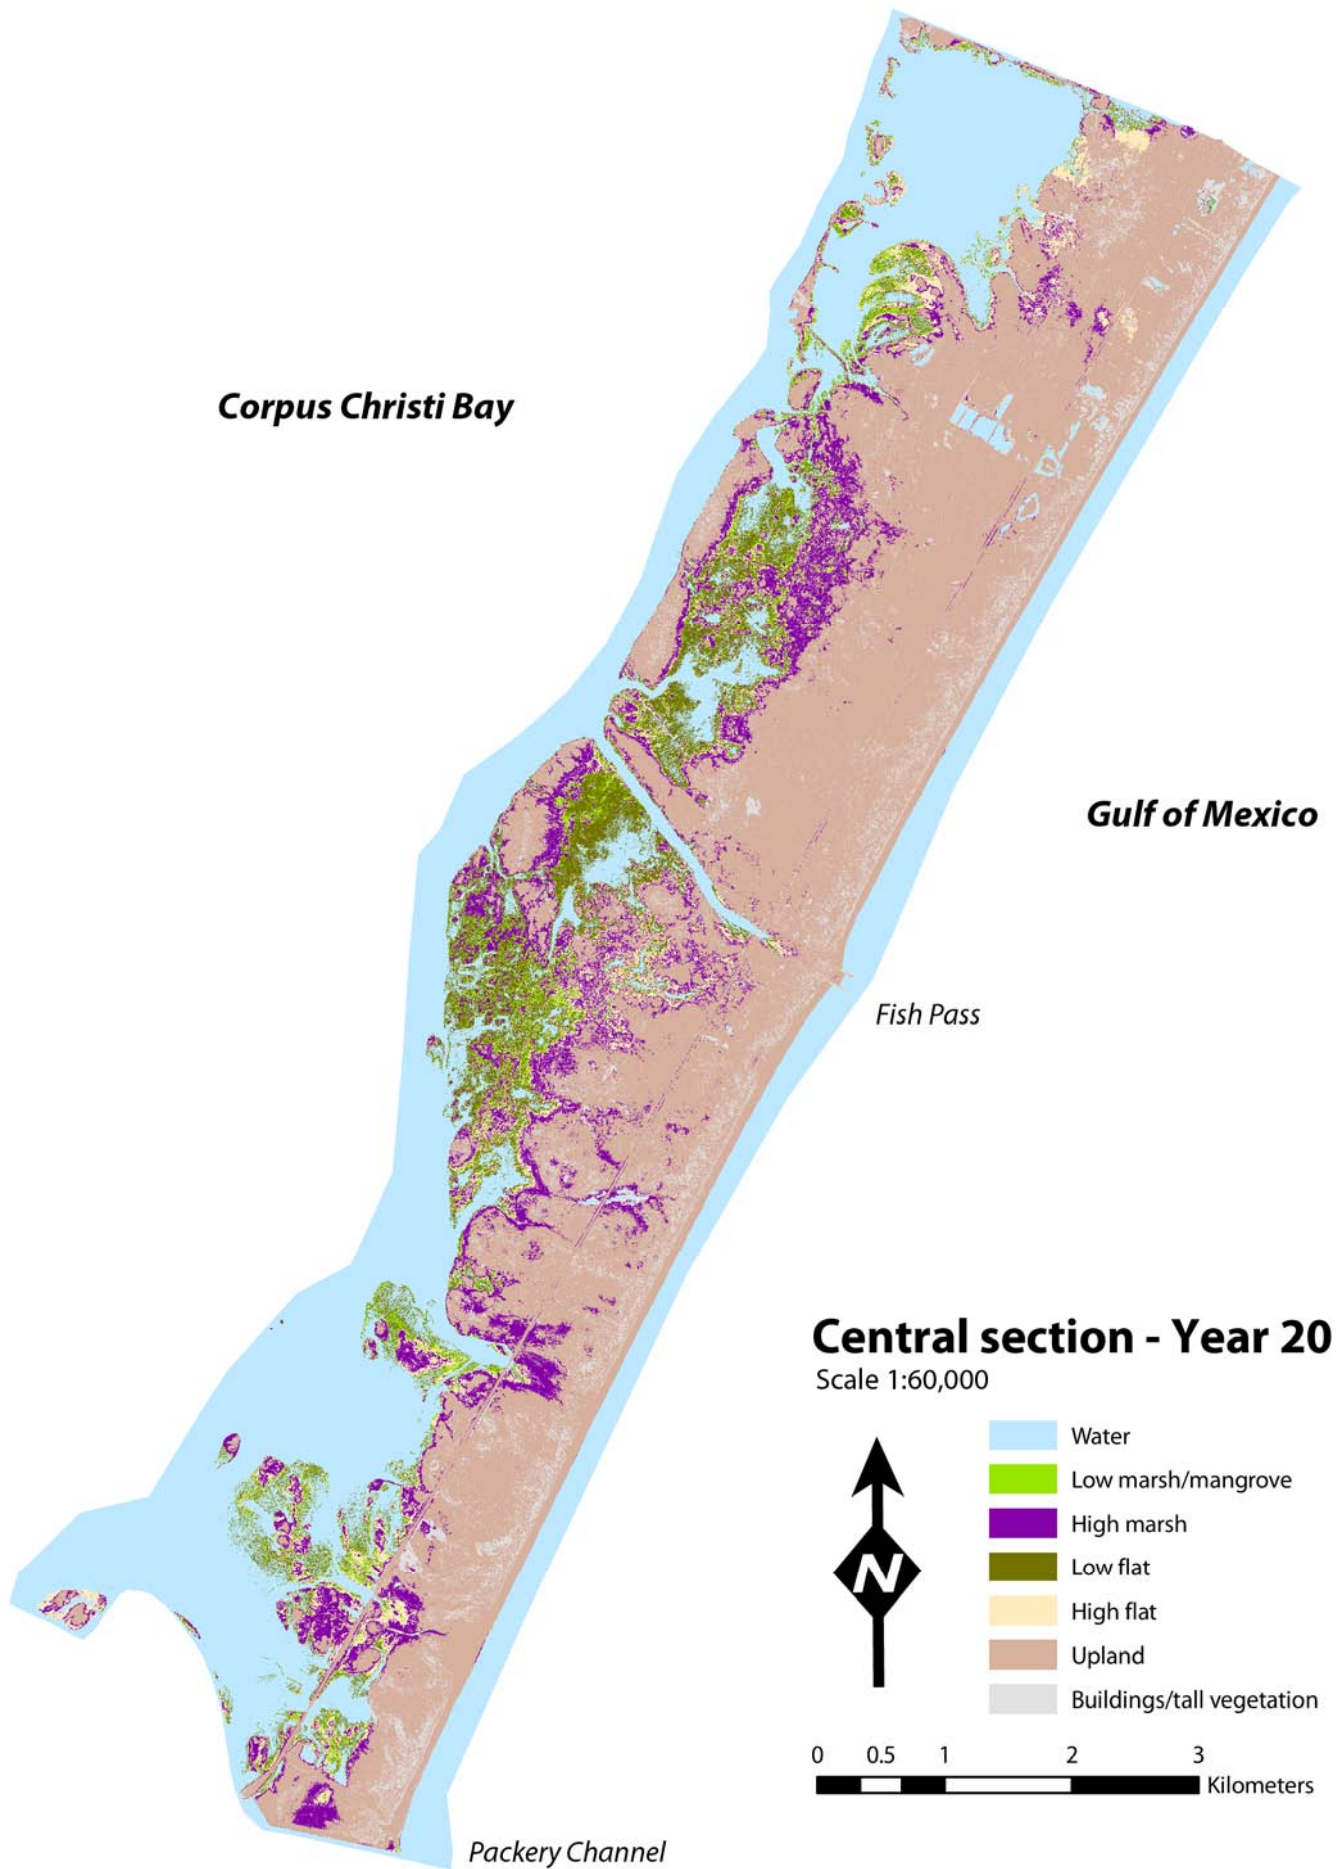 Corpus Christi Bay
Gulf of Mexico
Fish Pass
Central section - Year 20
Scale 1:60,000
N
Water
Low marsh/mangrove
High marsh
Low flat
High flat
Upland
Buildings/tall vegetation
0 0.5 1 2 3
Kilometers
Packery Channel